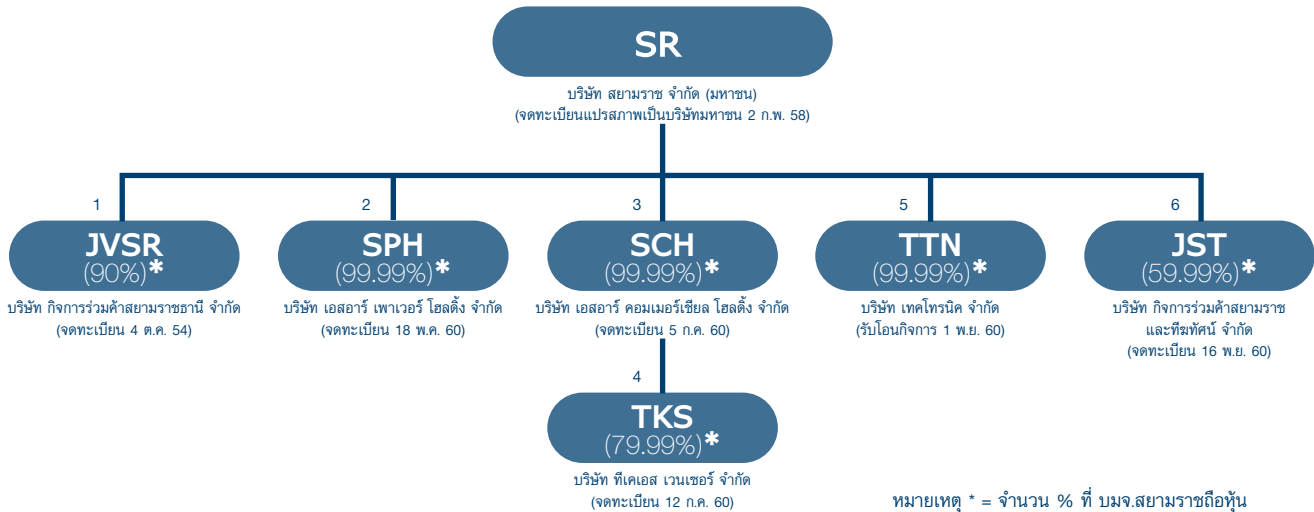 SR
บริษัท สยามราช จำกัด (มหาชน)
(จดทะเบียนแปรสภาพเป็นบริษัทมหาชน 2 ก.พ. 58)
1
JVSR
(90%)*
บริษัท กิจการร่วมค้าสยามราชธานี จำกัด
(จดทะเบียน 4 ต.ค. 54)
2
SPH
(99.99%)*
บริษัท เอสอาร์ เพาเวอร์ โฮลดิ้ง จำกัด
(จดทะเบียน 18 พ.ค. 60)
3
SCH
(99.99%)*
บริษัท เอสอาร์ คอมเมอร์เชียล โฮลดิ้ง จำกัด
(จดทะเบียน 5 ก.ค. 60)
5
TTN
(99.99%)*
บริษัท เทคโทรนิค จำกัด
(รับโอนกิจการ 1 พ.ย. 60)
6
JST
(59.99%)*
บริษัท กิจการร่วมค้าสยามราช
และทีฆทัศน์ จำกัด
(จดทะเบียน 16 พ.ย. 60)
4
TKS
(79.99%)*
บริษัท ทีเคเอส เวนเชอร์ จำกัด
(จดทะเบียน 12 ก.ค. 60)
หมายเหตุ * = จำนวน % ที่ บมจ.สยามราชถือหุ้น